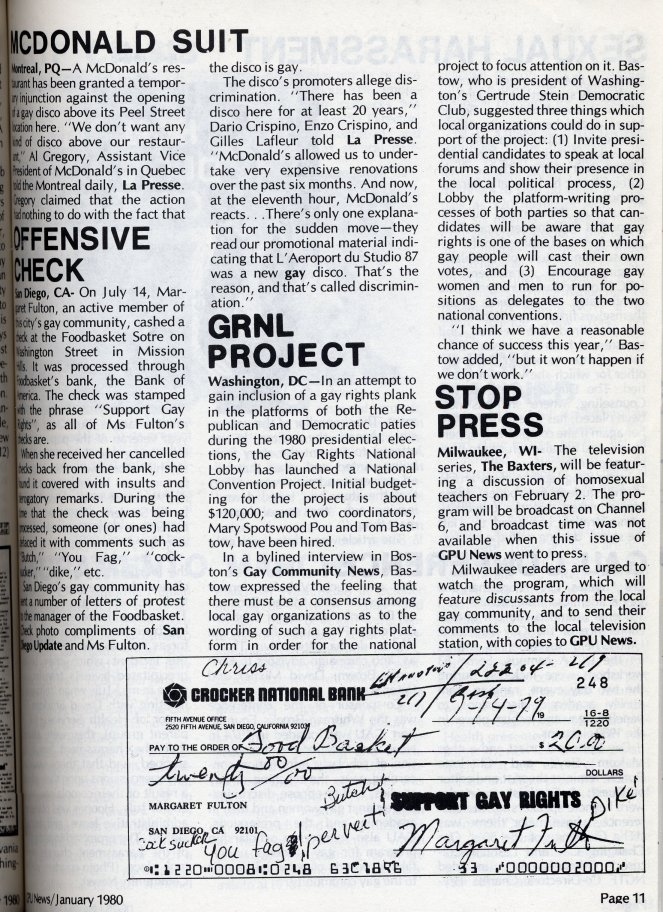 MCDONALD SUIT
Montreal, PQ—A McDonald's res-
taurant has been granted a tempor-
ary injunction against the opening
of a gay disco above its Peel Street
location here. "We don't want any
kind of disco above our restaur-
ant," Al Gregory, Assistant Vice
President of McDonald's in Quebec
told the Montreal daily, La Presse.
Gregory claimed that the action
had nothing to do with the fact that
the disco is gay.
The disco's promoters allege dis-
crimination. "There has been a
disco here for at least 20 years,"
Dario Crispino, Enzo Crispino, and
Gilles Lafleur told La Presse.
"McDonald's allowed us to under-
take very expensive renovations
over the past six months. And now,
at the eleventh hour, McDonald's
reacts. . .There's only one explana-
tion for the sudden move—they
read our promotional material indi-
cating that L'Aeroport du Studio 87
was a new gay disco. That's the
reason, and that's called discrimin-
ation."
OFFENSIVE
CHECK
San Diego, CA- On July 14, Mar-
garet Fulton, an active member of
this city's gay community, cashed a
check at the Foodbasket Sotre on
Washington Street in Mission
Hills. It was processed through
Foodbasket's bank, the Bank of
America. The check was stamped
with the phrase "Support Gay
Rights", as all of Ms Fulton's
checks are.
When she received her cancelled
checks back from the bank, she
found it covered with insults and
derogatory remarks. During the
time that the check was being
processed, someone (or ones) had
defaced it with comments such as
"Butch," "You Fag," "cock-
sucker," "dike," etc.
San Diego's gay community has
sent a number of letters of protest
to the manager of the Foodbasket.
Check photo compliments of San
Diego Update and Ms Fulton.
GRNL
PROJECT
Washington, DC—In an attempt to
gain inclusion of a gay rights plank
in the platforms of both the Re-
publican and Democratic paties
during the 1980 presidential elec-
tions, the Gay Rights National
Lobby has launched a National
Convention Project. Initial budget-
ing for the project is about
$120,000; and two coordinators,
Mary Spotswood Pou and Tom Bas-
tow, have been hired.
In a bylined interview in Bos-
ton's Gay Community News, Bas-
tow expressed the feeling that
there must be a consensus among
local gay organizations as to the
wording of such a gay rights plat-
form in order for the national
project to focus attention on it. Bas-
tow, who is president of Washing-
ton's Gertrude Stein Democratic
Club, suggested three things which
local organizations could do in sup-
port of the project: (1) Invite presi-
dential candidates to speak at local
forums and show their presence in
the local political process, (2)
Lobby the platform-writing pro-
cesses of both parties so that can-
didates will be aware that gay
rights is one of the bases on which
gay people will cast their own
votes, and (3) Encourage gay
women and men to run for po-
sitions as delegates to the two
national conventions.
"I think we have a reasonable
chance of success this year," Bas-
tow added, "but it won't happen if
we don't work."
STOP
PRESS
Milwaukee, WI- The television
series, The Baxters, will be featur-
ing a discussion of homosexual
teachers on February 2. The pro-
gram will be broadcast on Channel
6, and broadcast time was not
available when this issue of
GPU News went to press.
Milwaukee readers are urged to
watch the program, which will
feature discussants from the local
gay community, and to send their
comments to the local television
station, with copies to GPU News.
Chriss
CROCKER NATIONAL BANK
248
FIFTH AVENUE OFFICE
2520 FIFTH AVENUE, SAN DIEGO, CALIFORNIA 92103
9-14-79 19
16-8
1220
PAY TO THE ORDER OF Food Basket $ 20.00
twenty 00/00 DOLLARS
MARGARET FULTON
Butch! SUPPORT GAY RIGHTS Dike
SAN DIEGO, CA 92101
Cock sucker you fag! pervert! Margaret Fulton
1220 0008 0248 33 0000002000
GPU News/January 1980
Page 11